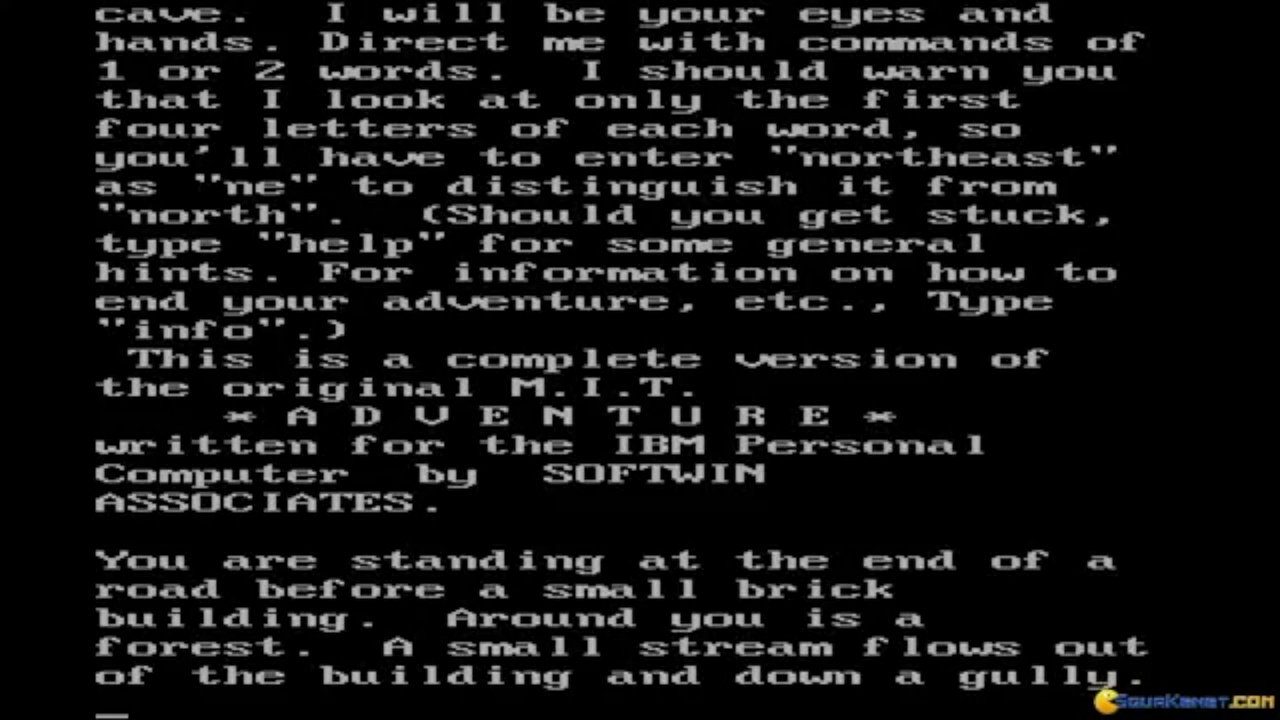 cave.  I will be your eyes and
hands. Direct me with commands of
1 or 2 words.  I should warn you
that I look at only the first
four letters of each word, so
you'll have to enter "northeast"
as "ne" to distinguish it from
"north".  (Should you get stuck,
type "help" for some general
hints. For information on how to
end your adventure, etc., Type
"info".)
 This is a complete version of
the original M.I.T.
    * A D V E N T U R E *
written for the IBM Personal
Computer  by  SOFTWIN
ASSOCIATES.

You are standing at the end of a
road before a small brick
building.  Around you is a
forest.  A small stream flows out
of the building and down a gully.
SquaKenet.com